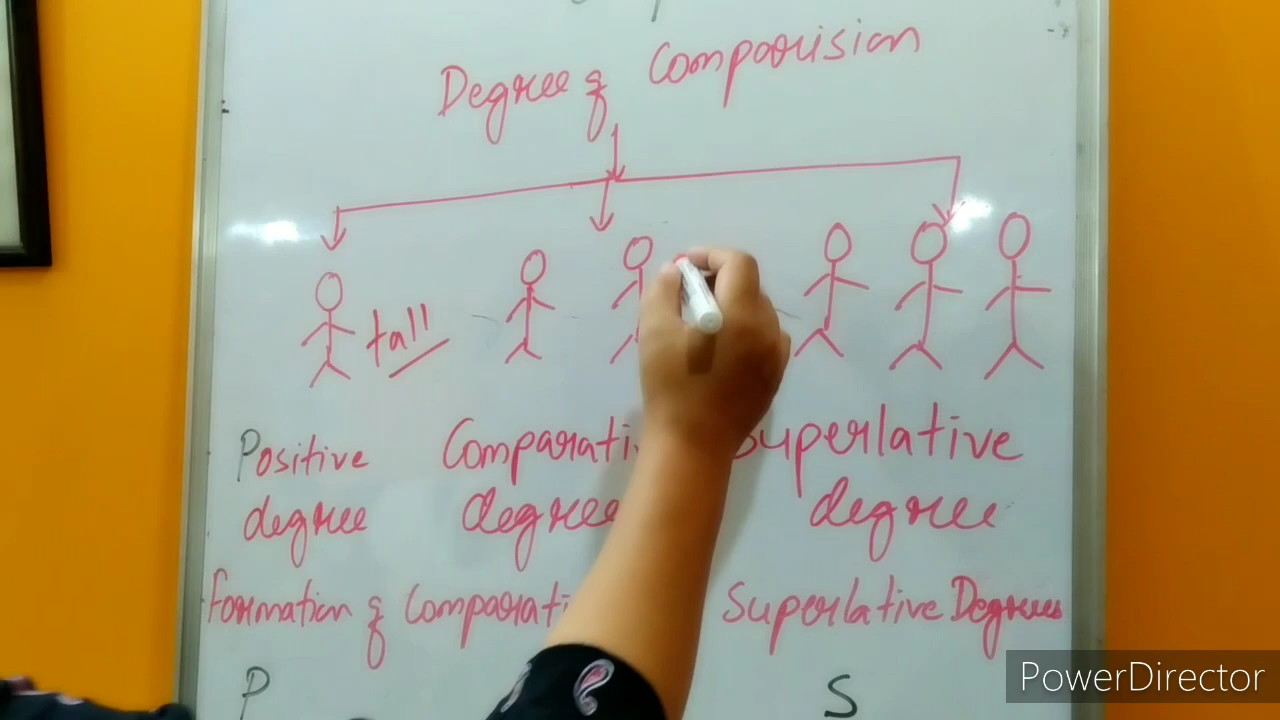 Degree of Comparision
tall
Positive Comparati Superlative
degree degree degree
Formation of Comparati Superlative Degrees
P S
PowerDirector